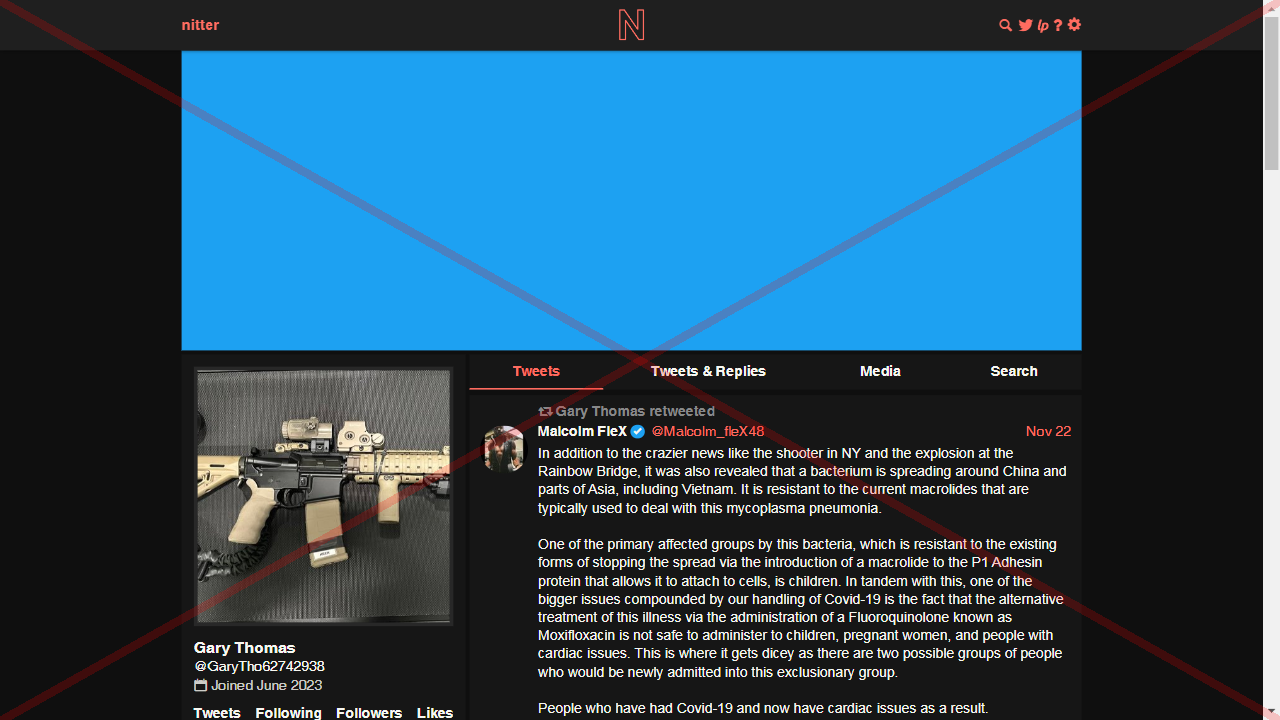 nitter
N
lp ?
Tweets
Tweets & Replies
Media
Search
Gary Thomas retweeted
Malcolm FleX @Malcolm_fleX48 Nov 22
In addition to the crazier news like the shooter in NY and the explosion at the
Rainbow Bridge, it was also revealed that a bacterium is spreading around China and
parts of Asia, including Vietnam. It is resistant to the current macrolides that are
typically used to deal with this mycoplasma pneumonia.
One of the primary affected groups by this bacteria, which is resistant to the existing
forms of stopping the spread via the introduction of a macrolide to the P1 Adhesin
protein that allows it to attach to cells, is children. In tandem with this, one of the
bigger issues compounded by our handling of Covid-19 is the fact that the alternative
treatment of this illness via the administration of a Fluoroquinolone known as
Moxifloxacin is not safe to administer to children, pregnant women, and people with
cardiac issues. This is where it gets dicey as there are two possible groups of people
who would be newly admitted into this exclusionary group.
People who have had Covid-19 and now have cardiac issues as a result.
Gary Thomas
@GaryTho62742938
Joined June 2023
Tweets Following Followers Likes